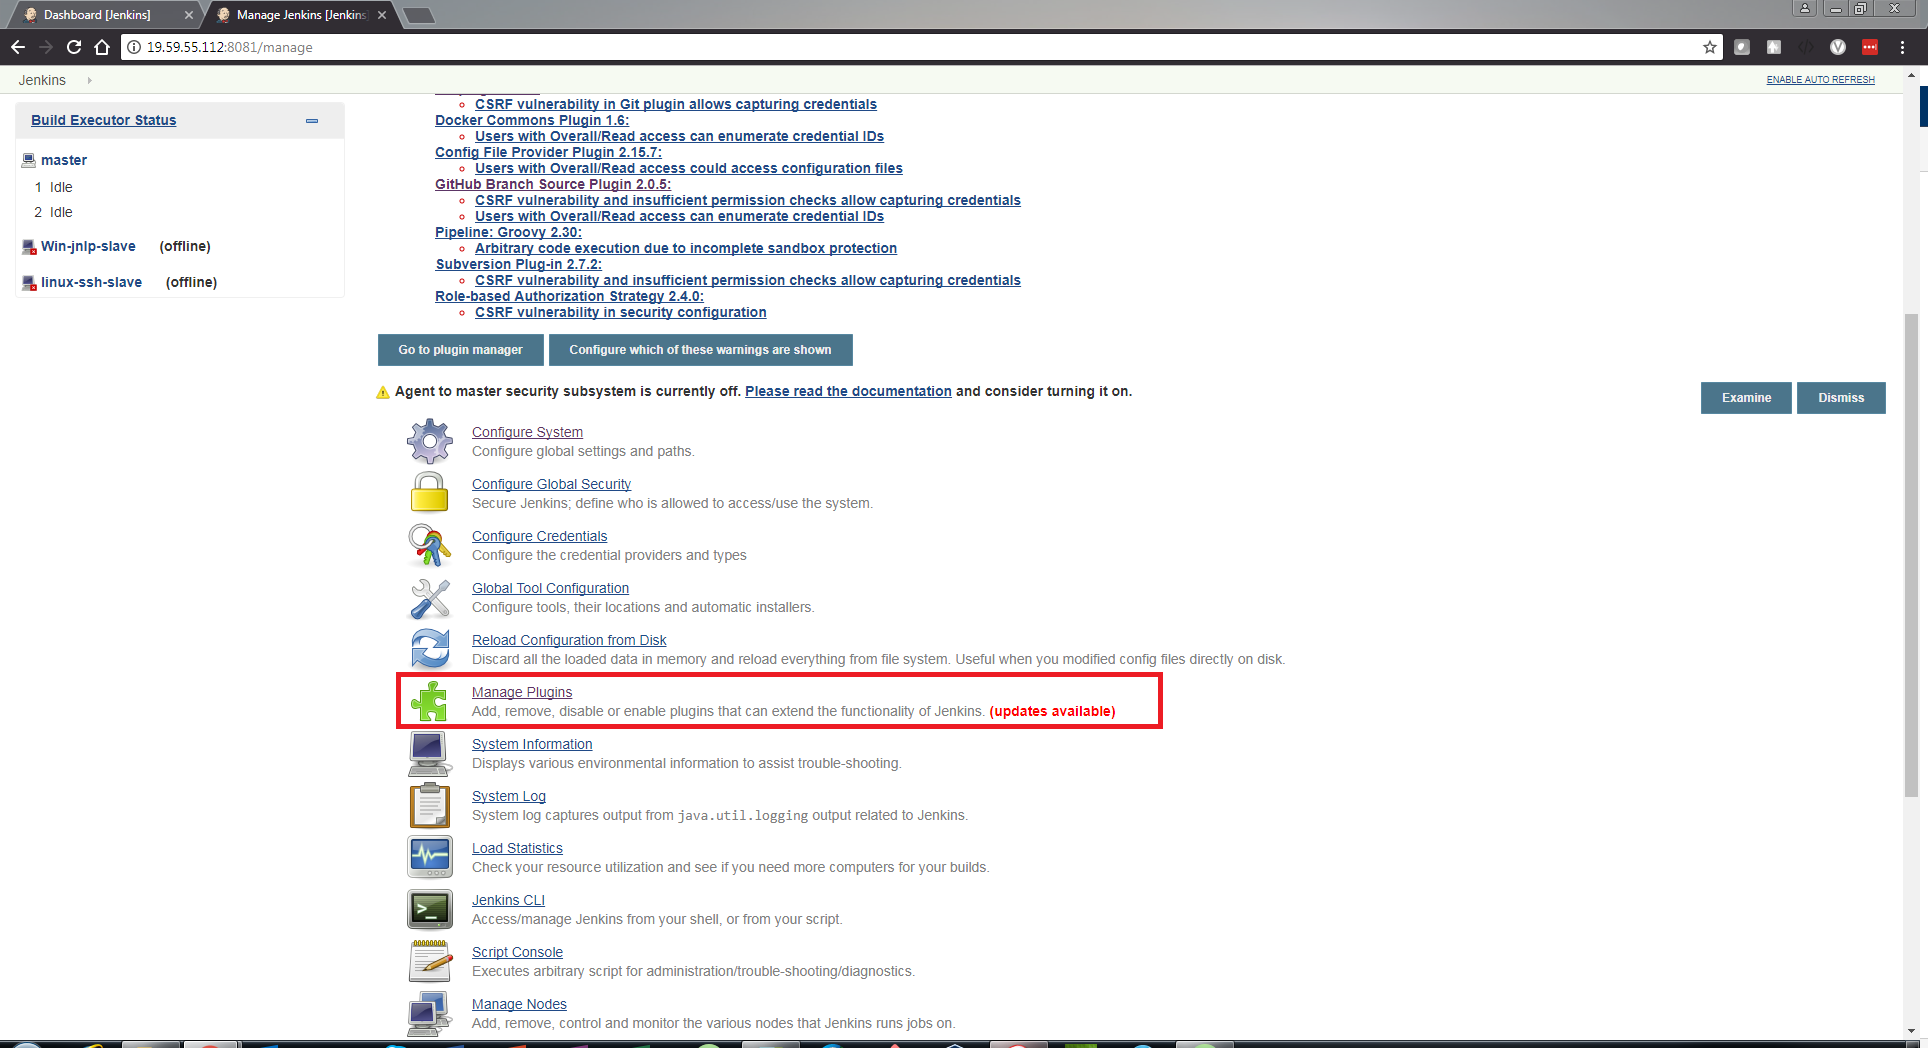 Dashboard [Jenkins]
Manage Jenkins [Jenkins]
19.59.55.112:8081/manage
Jenkins
ENABLE AUTO REFRESH
Build Executor Status
master
1 Idle
2 Idle
Win-jnlp-slave (offline)
linux-ssh-slave (offline)
CSRF vulnerability in Git plugin allows capturing credentials
Docker Commons Plugin 1.6:
Users with Overall/Read access can enumerate credential IDs
Config File Provider Plugin 2.15.7:
Users with Overall/Read access could access configuration files
GitHub Branch Source Plugin 2.0.5:
CSRF vulnerability and insufficient permission checks allow capturing credentials
Users with Overall/Read access can enumerate credential IDs
Pipeline: Groovy 2.30:
Arbitrary code execution due to incomplete sandbox protection
Subversion Plug-in 2.7.2:
CSRF vulnerability and insufficient permission checks allow capturing credentials
Role-based Authorization Strategy 2.4.0:
CSRF vulnerability in security configuration
Go to plugin manager
Configure which of these warnings are shown
Agent to master security subsystem is currently off. Please read the documentation and consider turning it on.
Examine
Dismiss
Configure System
Configure global settings and paths.
Configure Global Security
Secure Jenkins; define who is allowed to access/use the system.
Configure Credentials
Configure the credential providers and types
Global Tool Configuration
Configure tools, their locations and automatic installers.
Reload Configuration from Disk
Discard all the loaded data in memory and reload everything from file system. Useful when you modified config files directly on disk.
Manage Plugins
Add, remove, disable or enable plugins that can extend the functionality of Jenkins. (updates available)
System Information
Displays various environmental information to assist trouble-shooting.
System Log
System log captures output from java.util.logging output related to Jenkins.
Load Statistics
Check your resource utilization and see if you need more computers for your builds.
Jenkins CLI
Access/manage Jenkins from your shell, or from your script.
Script Console
Executes arbitrary script for administration/trouble-shooting/diagnostics.
Manage Nodes
Add, remove, control and monitor the various nodes that Jenkins runs jobs on.